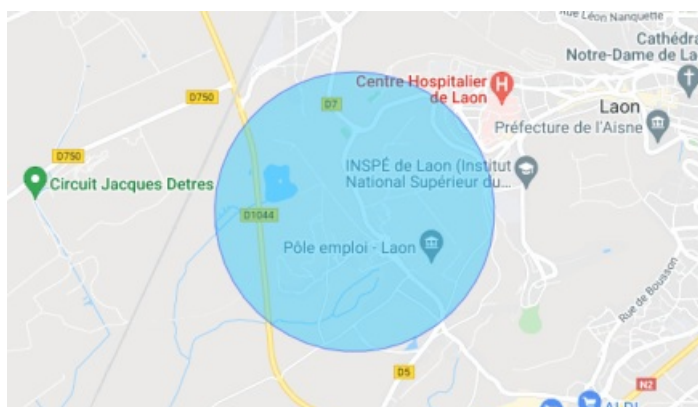 Rue Léon Nanquette
Cathédra
Notre-Dame de La
Centre Hospitalier
de Laon
D750
D7
Laon
Préfecture de l'Aisne
D750
INSPÉ de Laon (Institut
National Supérieur du...
Circuit Jacques Detres
D1044
Pôle emploi - Laon
Rue de Bousson
D5
N2
ALDI